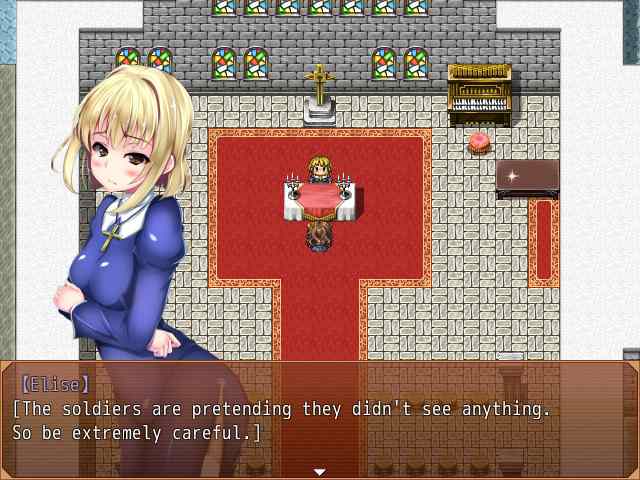 【Elise】
[The soldiers are pretending they didn't see anything.
So be extremely careful.]